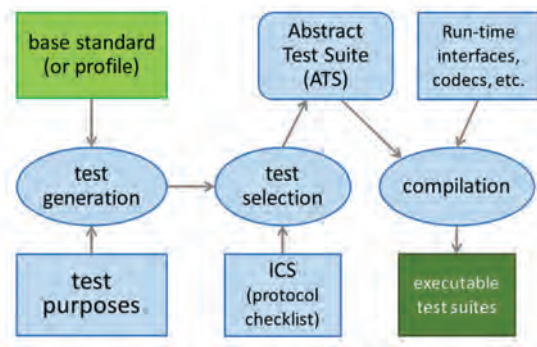 base standard
(or profile)
Abstract
Test Suite
(ATS)
Run-time
interfaces,
codecs, etc.
test
generation
test
selection
compilation
test
purposes
ICS
(protocol
checklist)
executable
test suites